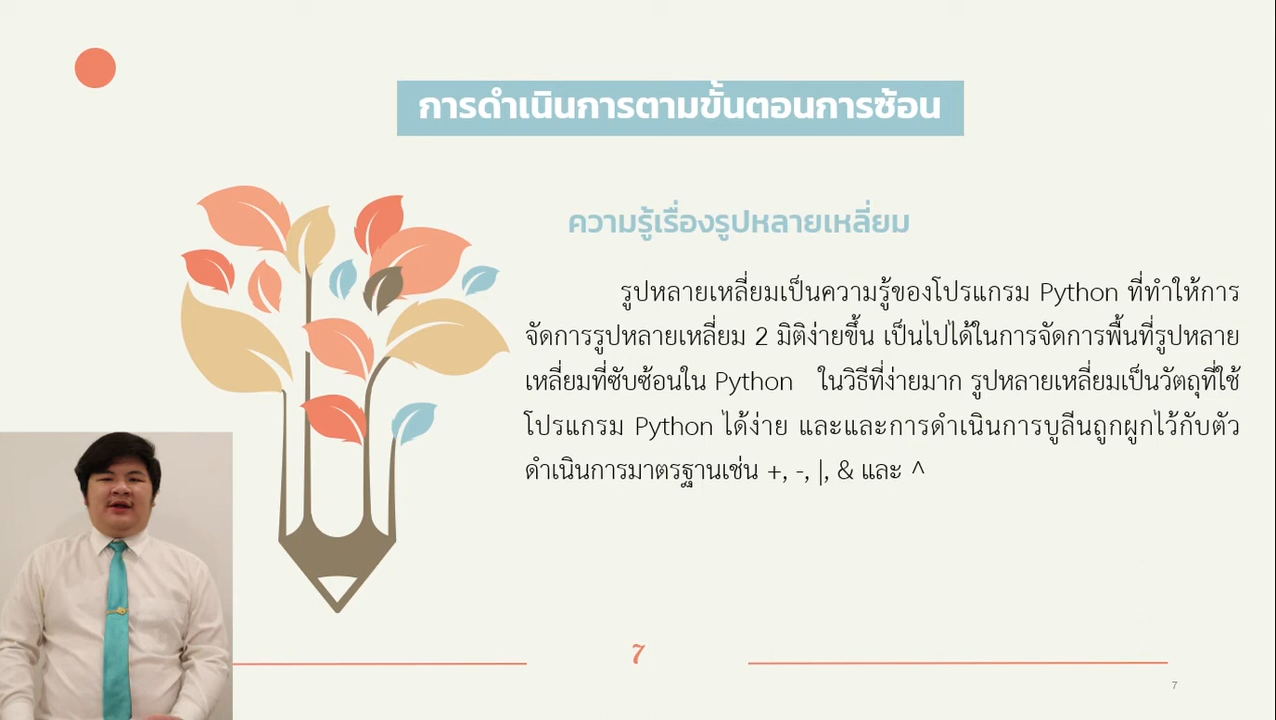 การดำเนินการตามขั้นตอนการซ้อน
ความรู้เรื่องรูปหลายเหลี่ยม
รูปหลายเหลี่ยมเป็นความรู้ของโปรแกรม Python ที่ทำให้การ
จัดการรูปหลายเหลี่ยม 2 มิติง่ายขึ้น เป็นไปได้ในการจัดการพื้นที่รูปหลาย
เหลี่ยมที่ซับซ้อนใน Python ในวิธีที่ง่ายมาก รูปหลายเหลี่ยมเป็นวัตถุที่ใช้
โปรแกรม Python ได้ง่าย และและการดำเนินการบูลีนถูกผูกไว้กับตัว
ดำเนินการมาตรฐานเช่น +, -, |, & และ ^
7
7